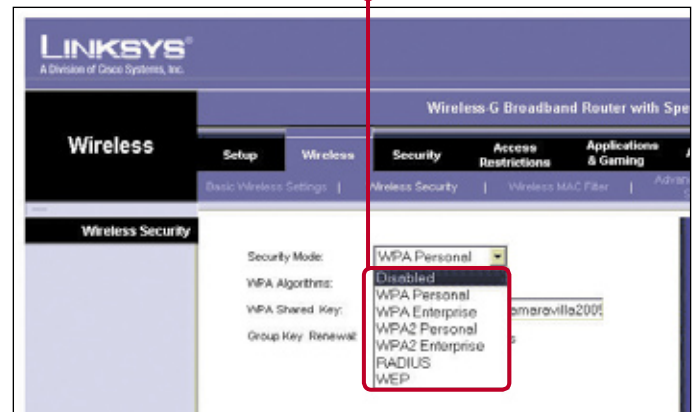 LINKSYS®
A Division of Cisco Systems, Inc.
Wireless-G Broadband Router with Spe
Wireless
Setup
Wireless
Security
Access Restrictions
Applications & Gaming
Basic Wireless Settings |
Wireless Security |
Wireless MAC Filter |
Wireless Security
Security Mode: WPA Personal
WPA Algorithms:
WPA Shared Key: amaravilla2005
Group Key Renewal: s
Disabled
WPA Personal
WPA Enterprise
WPA2 Personal
WPA2 Enterprise
RADIUS
WEP